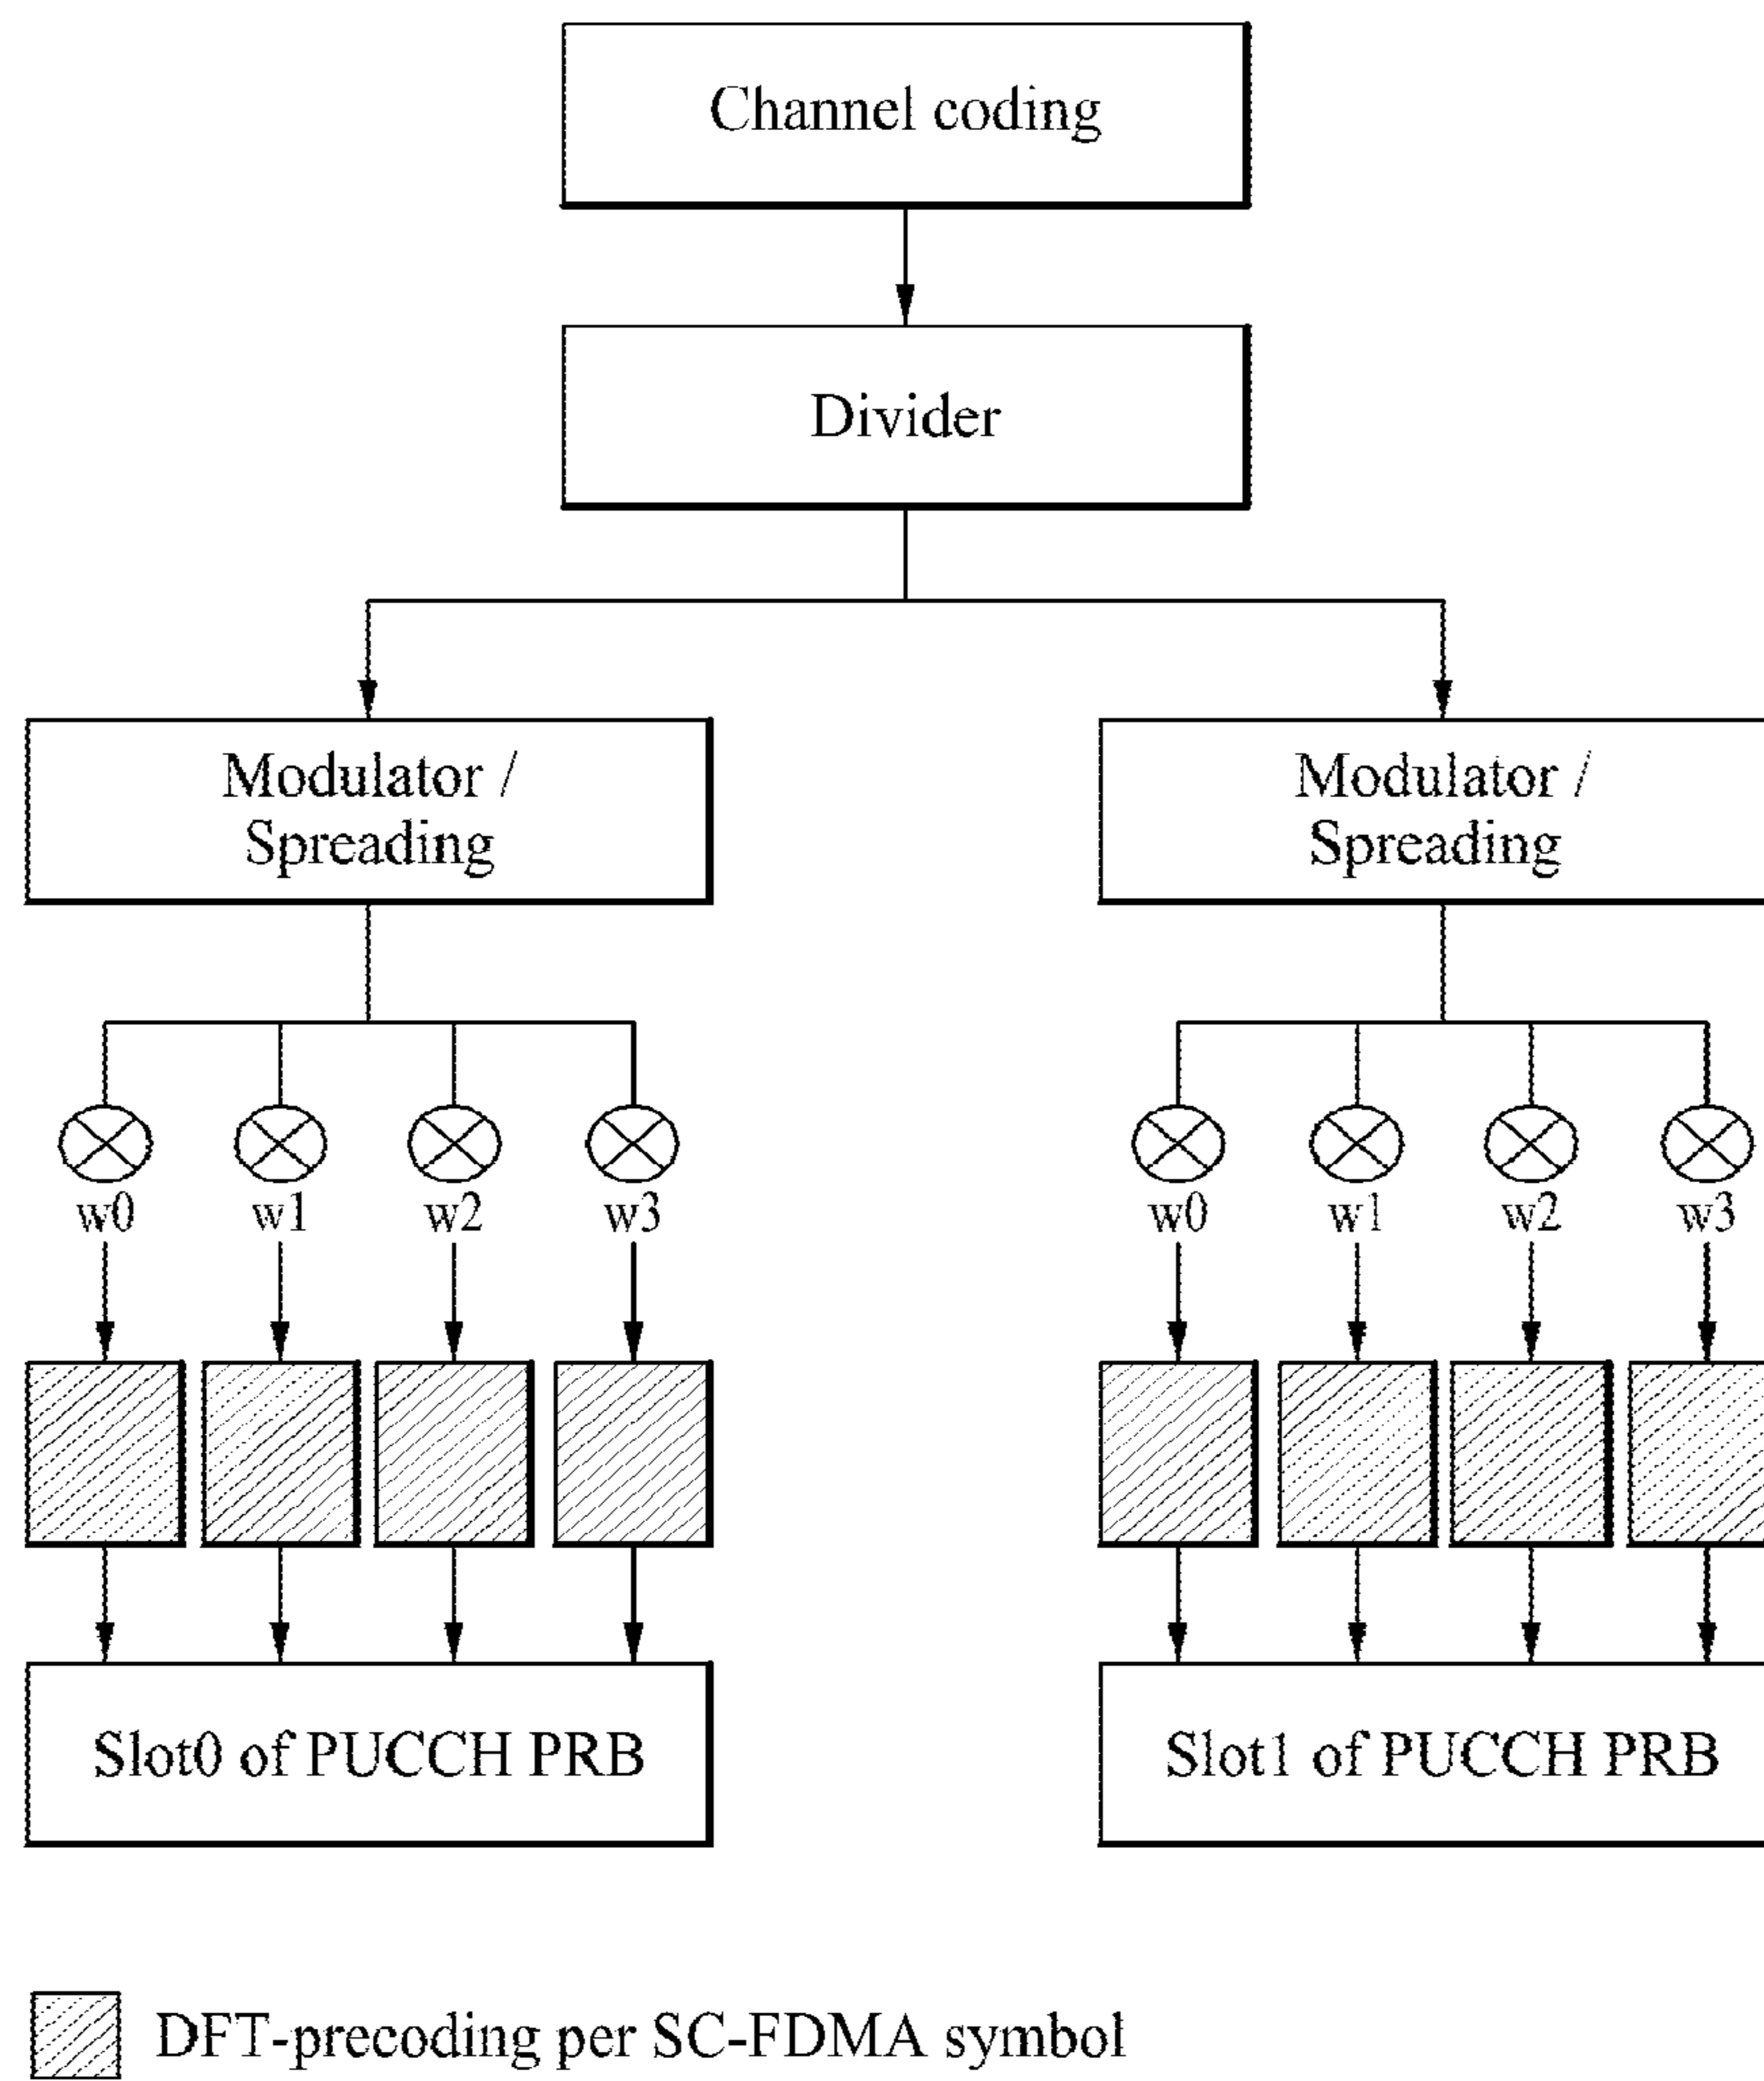 Channel coding
Divider
Modulator /
Spreading
Modulator /
Spreading
w0 w1 w2 w3
w0 w1 w2 w3
Slot0 of PUCCH PRB
Slot1 of PUCCH PRB
DFT-precoding per SC-FDMA symbol